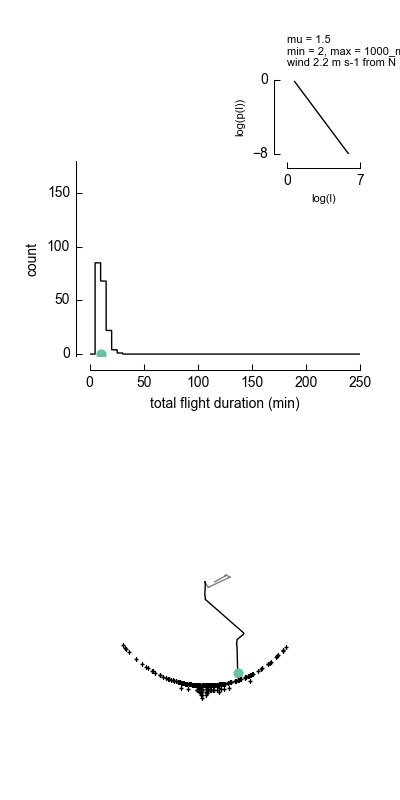 mu = 1.5
min = 2, max = 1000_m
wind 2.2 m s-1 from N
0
−8
log(p(l))
0 7
log(l)
150
100
50
0
count
0 50 100 150 200 250
total flight duration (min)